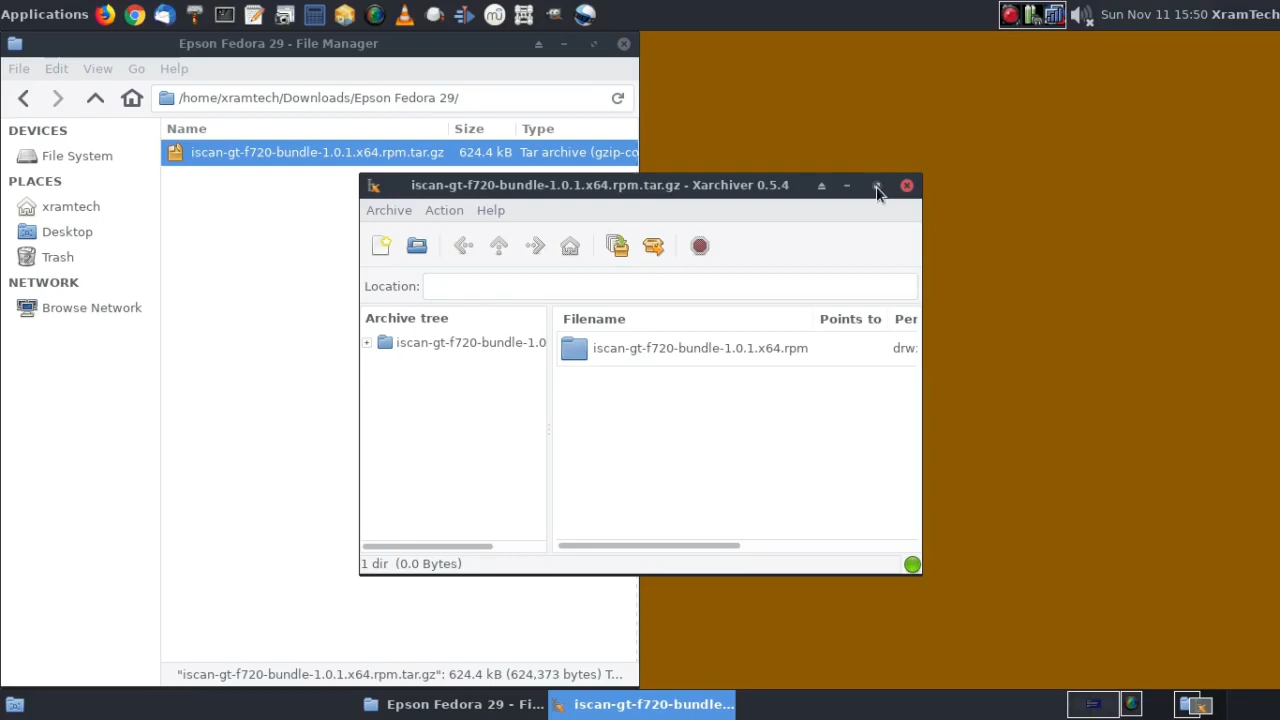 Applications
Sun Nov 11 15:50 XramTech
Epson Fedora 29 - File Manager
File Edit View Go Help
/home/xramtech/Downloads/Epson Fedora 29/
DEVICES
File System
PLACES
xramtech
Desktop
Trash
NETWORK
Browse Network
Name Size Type
iscan-gt-f720-bundle-1.0.1.x64.rpm.tar.gz 624.4 kB Tar archive (gzip-co
"iscan-gt-f720-bundle-1.0.1.x64.rpm.tar.gz": 624.4 kB (624,373 bytes) T...
iscan-gt-f720-bundle-1.0.1.x64.rpm.tar.gz - Xarchiver 0.5.4
Archive Action Help
Location:
Archive tree
iscan-gt-f720-bundle-1.0
Filename Points to Per
iscan-gt-f720-bundle-1.0.1.x64.rpm drw:
1 dir (0.0 Bytes)
Epson Fedora 29 - Fi...
iscan-gt-f720-bundle...